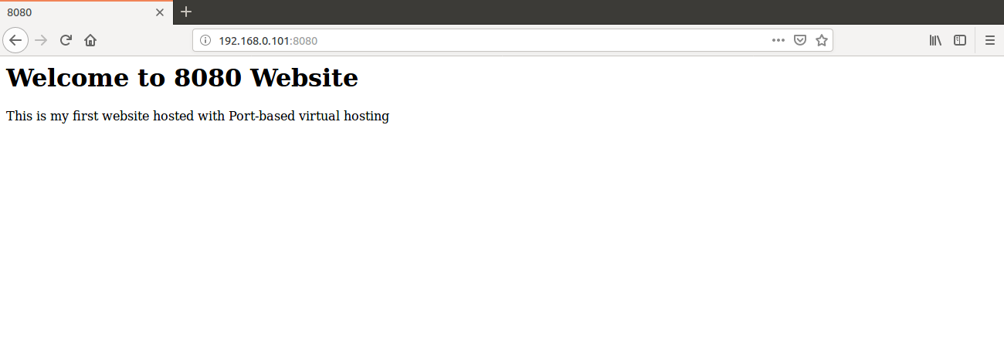 8080
192.168.0.101:8080
Welcome to 8080 Website
This is my first website hosted with Port-based virtual hosting